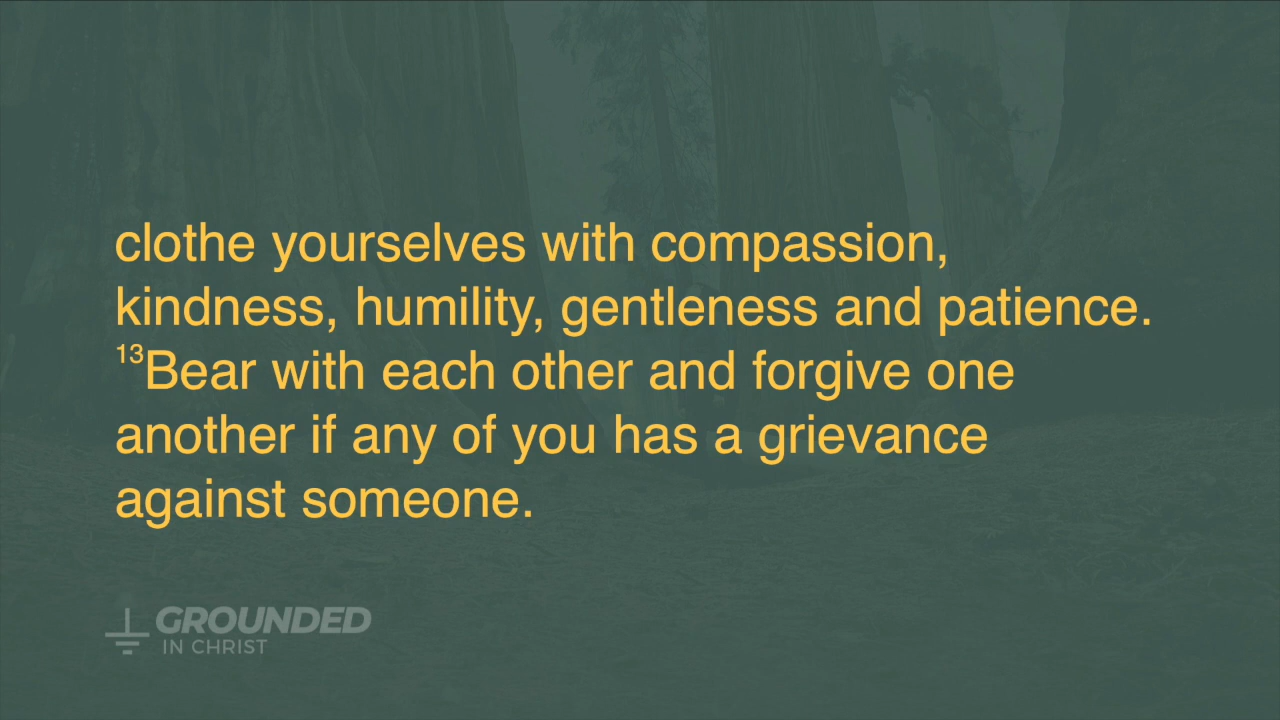 clothe yourselves with compassion,
kindness, humility, gentleness and patience.
13Bear with each other and forgive one
another if any of you has a grievance
against someone.
GROUNDED
IN CHRIST